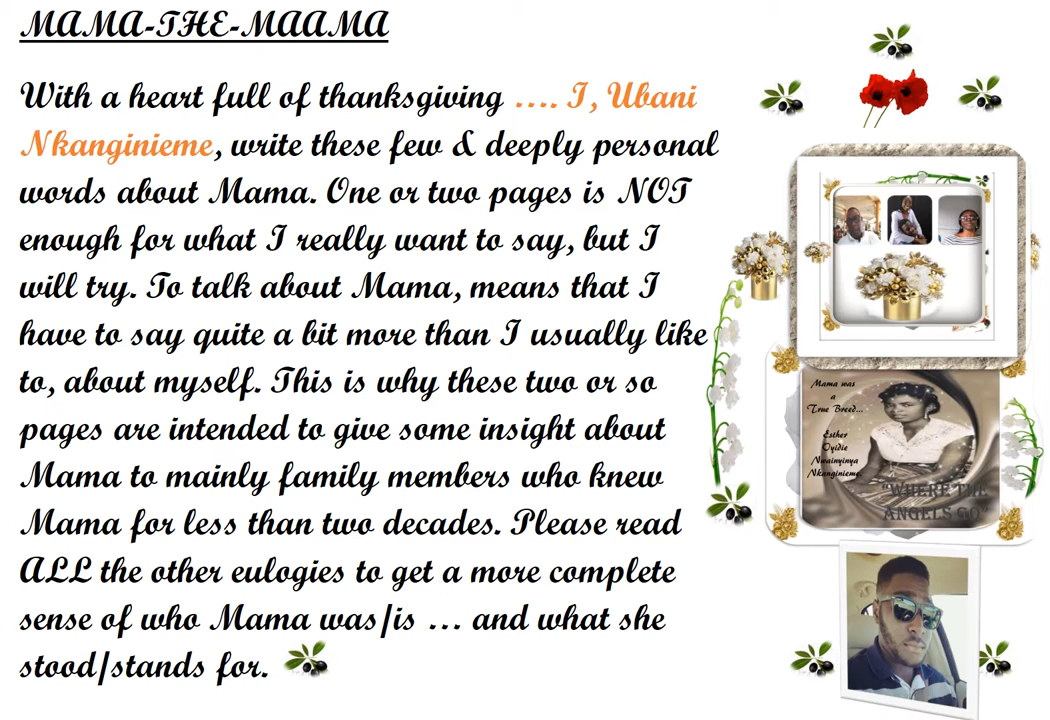 MAMA-THE-MAAMA
With a heart full of thanksgiving .... I, Ubani
Nkanginieme, write these few & deeply personal
words about Mama. One or two pages is NOT
enough for what I really want to say, but I
will try. To talk about Mama, means that I
have to say quite a bit more than I usually like
to, about myself. This is why these two or so
pages are intended to give some insight about
Mama to mainly family members who knew
Mama for less than two decades. Please read
ALL the other eulogies to get a more complete
sense of who Mama was/is ... and what she
stood/stands for.
Mama was
a
True Breed...
Esther
Oyidie
Nwainyinya
Nkanginieme
"WHERE THE
ANGELS GO"